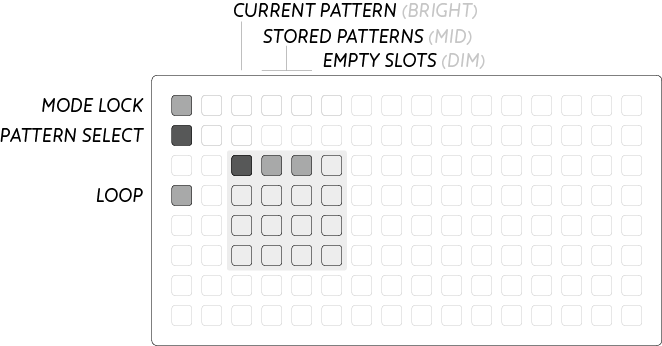 CURRENT PATTERN (BRIGHT)
STORED PATTERNS (MID)
EMPTY SLOTS (DIM)
MODE LOCK
PATTERN SELECT
LOOP